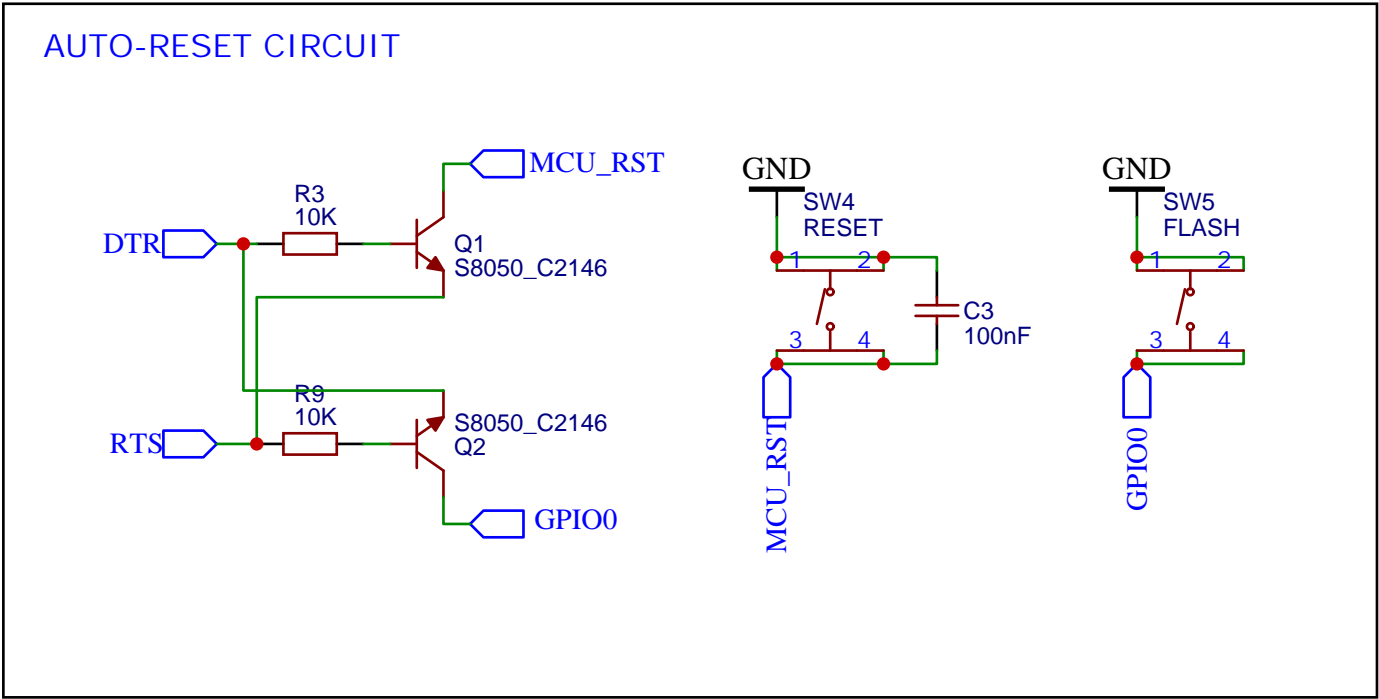 AUTO-RESET CIRCUIT
MCU_RST
R3
10K
DTR
Q1
S8050_C2146
R9
10K
S8050_C2146
Q2
RTS
GPIO0
GND
SW4
RESET
1 2
3 4
C3
100nF
MCU_RST
GND
SW5
FLASH
1 2
3 4
GPIO0